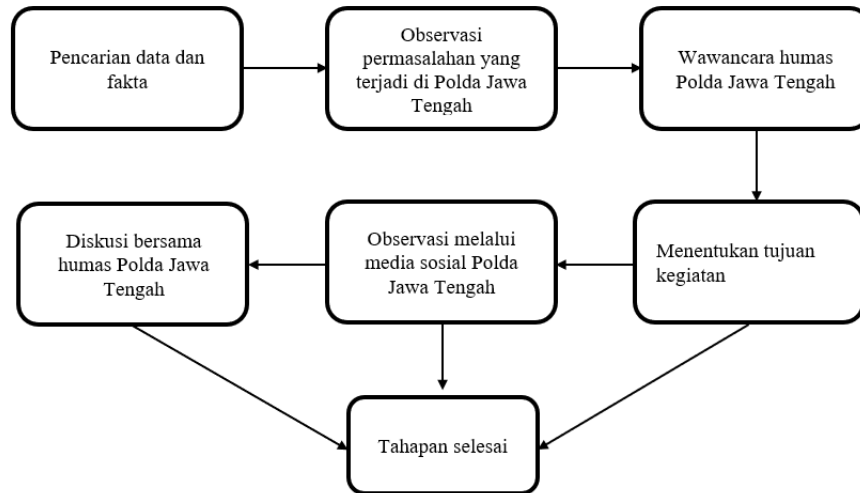 Pencarian data dan
fakta
Observasi
permasalahan yang
terjadi di Polda Jawa
Tengah
Wawancara humas
Polda Jawa Tengah
Diskusi bersama
humas Polda Jawa
Tengah
Observasi melalui
media sosial Polda
Jawa Tengah
Menentukan tujuan
kegiatan
Tahapan selesai